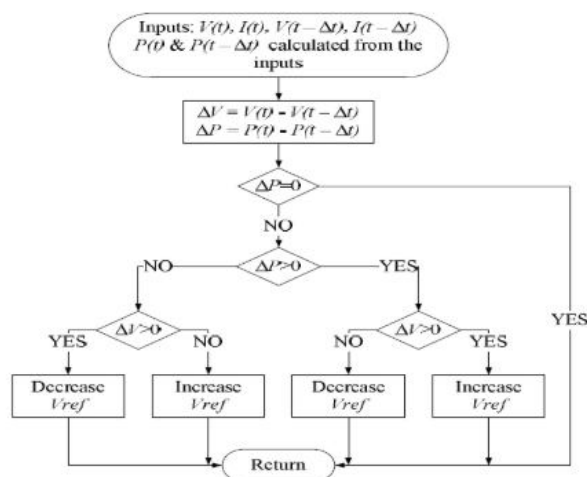 Inputs: V(t), I(t), V(t – Δt), I(t – Δt)
P(t) & P(t – Δt) calculated from the
inputs
ΔV = V(t) - V(t – Δt)
ΔP = P(t) - P(t – Δt)
ΔP=0
NO
NO
ΔP>0
YES
YES
ΔV>0
ΔV>0
YES
NO
NO
YES
Decrease
Vref
Increase
Vref
Decrease
Vref
Increase
Vref
Return